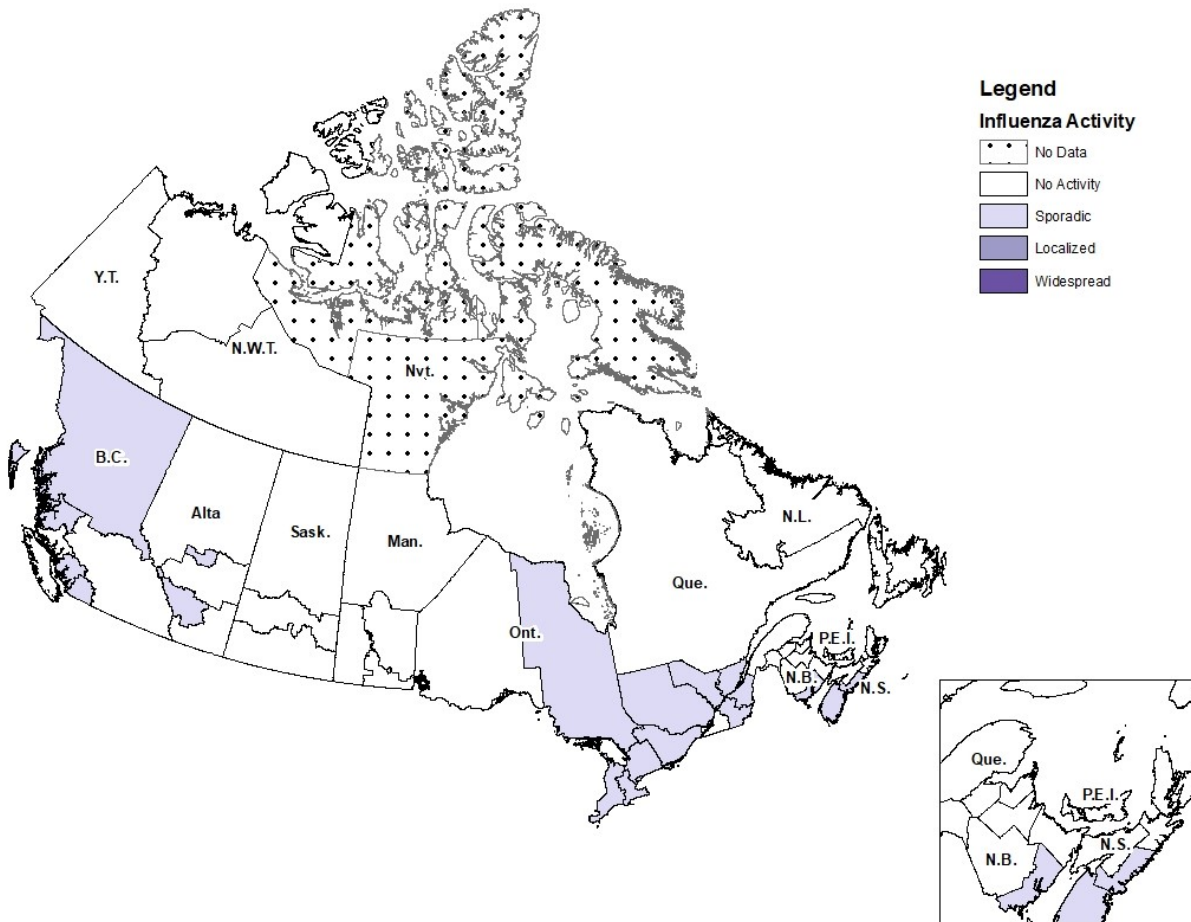 Legend
Influenza Activity
No Data
No Activity
Sporadic
Localized
Widespread
Y.T.
N.W.T.
Nvt.
B.C.
Alta
Sask.
Man.
N.L.
Que.
Ont.
P.E.I.
N.B.
N.S.
Que.
P.E.I.
N.S.
N.B.